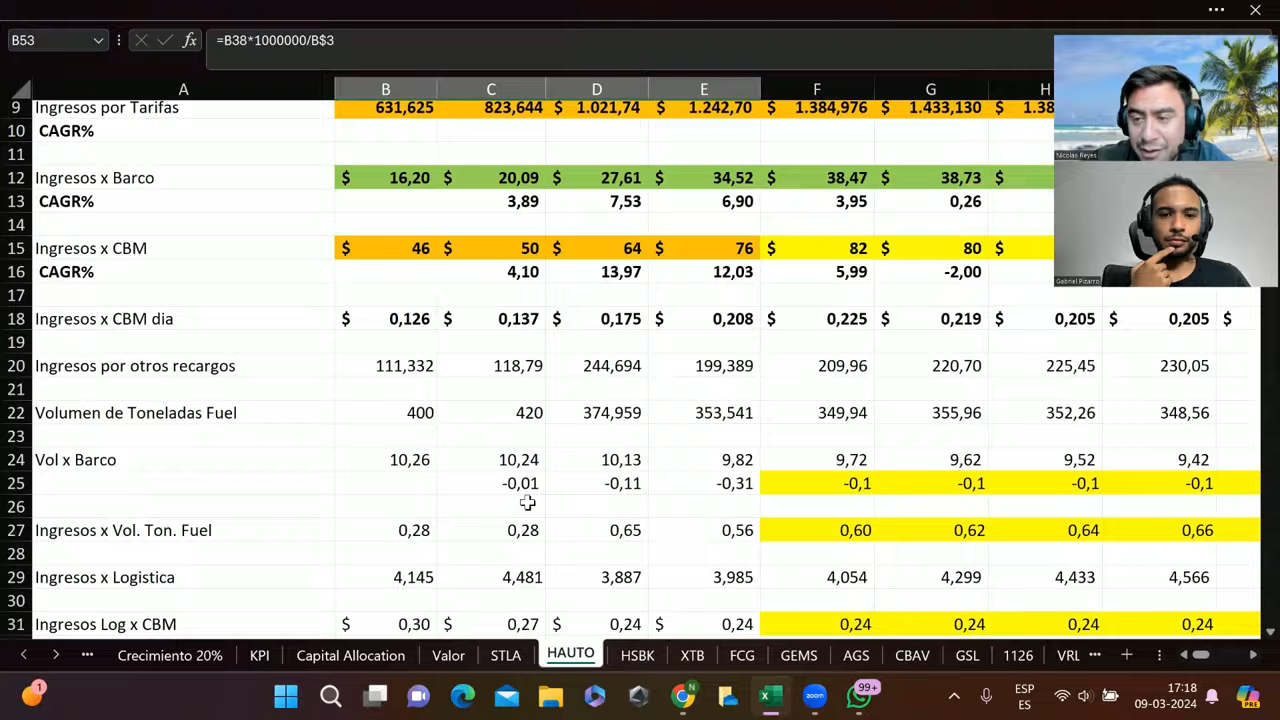 B53 fx =B38*1000000/B$3
A B C D E F G H
9 Ingresos por Tarifas 631,625 823,644 $ 1.021,74 $ 1.242,70 $ 1.384,976 $ 1.433,130 $ 1.38
10 CAGR%
11
12 Ingresos x Barco $ 16,20 $ 20,09 $ 27,61 $ 34,52 $ 38,47 $ 38,73 $
13 CAGR% 3,89 7,53 6,90 3,95 0,26
14
15 Ingresos x CBM $ 46 $ 50 $ 64 $ 76 $ 82 $ 80 $
16 CAGR% 4,10 13,97 12,03 5,99 -2,00
17
18 Ingresos x CBM dia $ 0,126 $ 0,137 $ 0,175 $ 0,208 $ 0,225 $ 0,219 $ 0,205 $ 0,205 $
19
20 Ingresos por otros recargos 111,332 118,79 244,694 199,389 209,96 220,70 225,45 230,05
21
22 Volumen de Toneladas Fuel 400 420 374,959 353,541 349,94 355,96 352,26 348,56
23
24 Vol x Barco 10,26 10,24 10,13 9,82 9,72 9,62 9,52 9,42
25 -0,01 -0,11 -0,31 -0,1 -0,1 -0,1 -0,1
26
27 Ingresos x Vol. Ton. Fuel 0,28 0,28 0,65 0,56 0,60 0,62 0,64 0,66
28
29 Ingresos x Logistica 4,145 4,481 3,887 3,985 4,054 4,299 4,433 4,566
30
31 Ingresos Log x CBM $ 0,30 $ 0,27 $ 0,24 $ 0,24 0,24 0,24 0,24 0,24
Nicolas Reyes
Gabriel Pizarro
Crecimiento 20% KPI Capital Allocation Valor STLA HAUTO HSBK XTB FCG GEMS AGS CBAV GSL 1126 VRL
1 N 99+ ESP 17:18 PRE
ES 09-03-2024